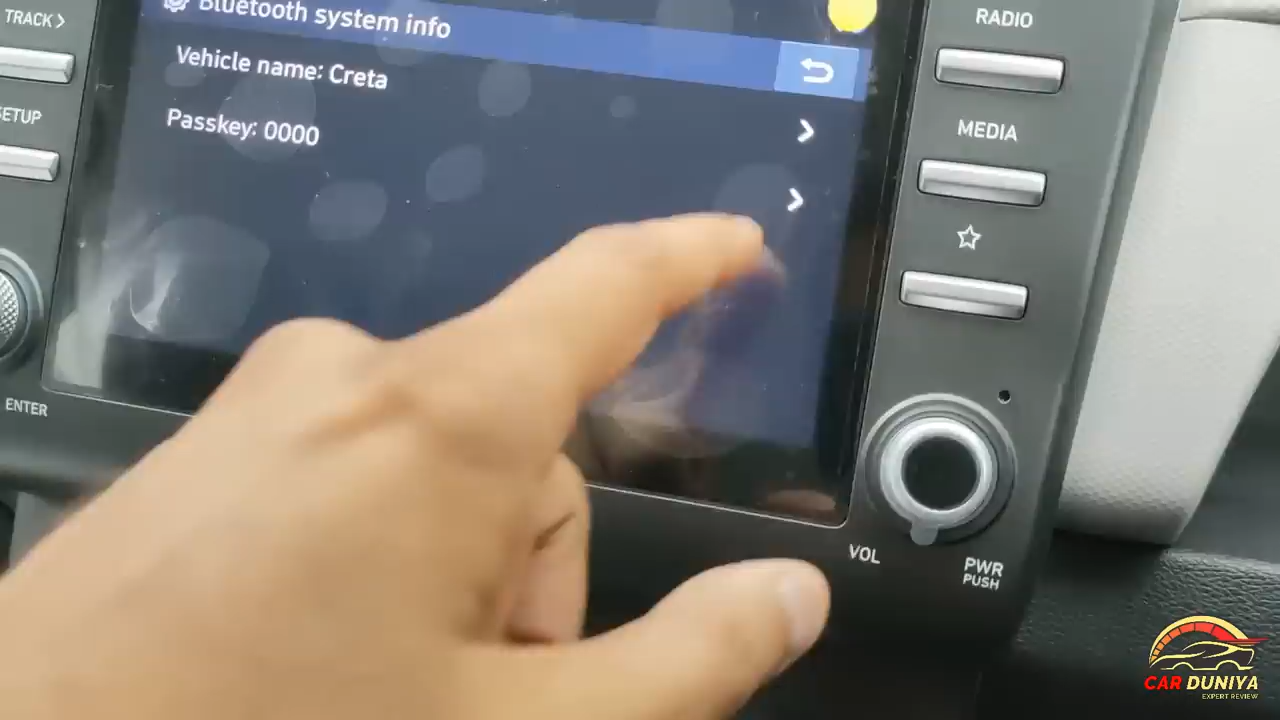 TRACK >
SETUP
ENTER
Bluetooth system info
Vehicle name: Creta
Passkey: 0000
RADIO
MEDIA
VOL
PWR
PUSH
CAR DUNIYA
EXPERT REVIEW